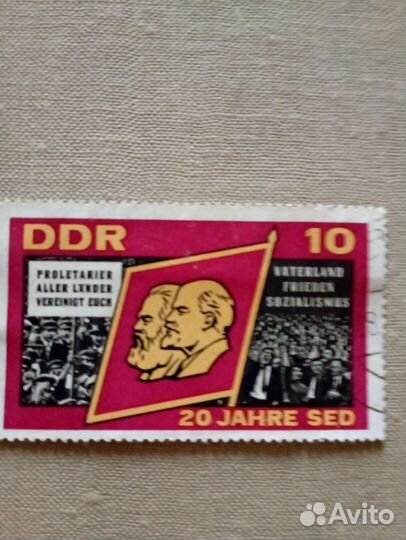 DDR
10
PROLETARIER
ALLER LÄNDER
VEREINIGT EUCH
VATERLAND
FRIEDEN
SOZIALISMUS
20 JAHRE SED
Avito